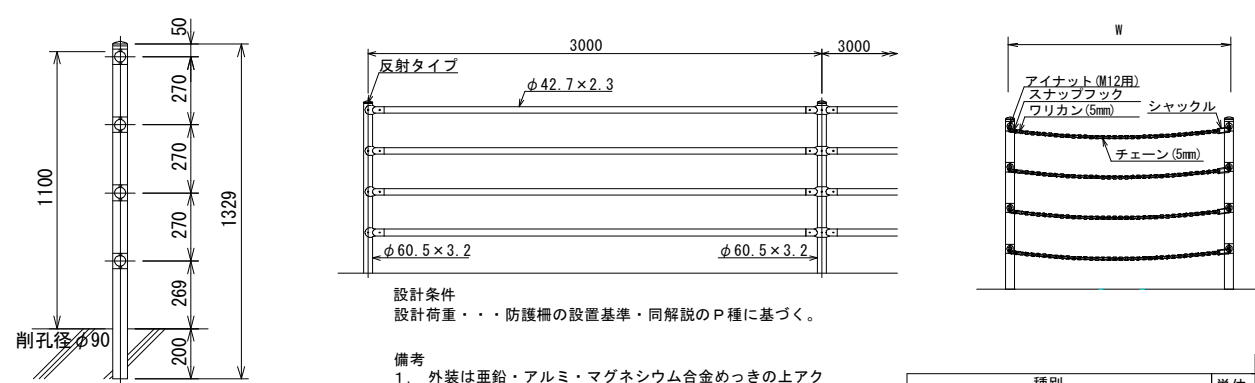 50
270
270
270
269
200
1100
1329
削孔径φ90
3000
3000
反射タイプ
φ42.7×2.3
φ60.5×3.2
φ60.5×3.2
設計条件
設計荷重・・・防護柵の設置基準・同解説のP種に基づく。
備考
1. 外装は亜鉛・アルミ・マグネシウム合金めっきの上アク
W
アイナット(M12用)
スナップフック
ワリカン(5mm)
シャックル
チェーン(5mm)
種別
単位